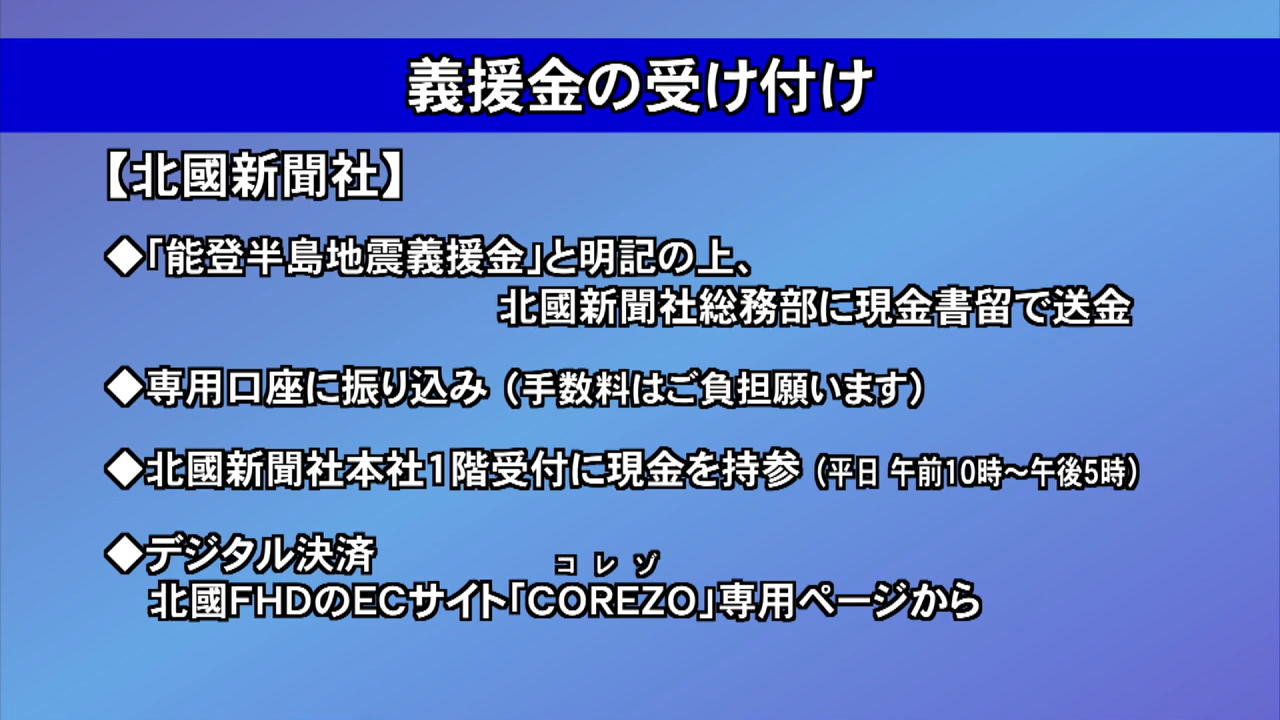 義援金の受け付け
【北國新聞社】
◆「能登半島地震義援金」と明記の上、
北國新聞社総務部に現金書留で送金
◆専用口座に振り込み（手数料はご負担願います）
◆北國新聞社本社1階受付に現金を持参（平日 午前10時～午後5時）
◆デジタル決済
コレゾ
北國FHDのECサイト「COREZO」専用ページから